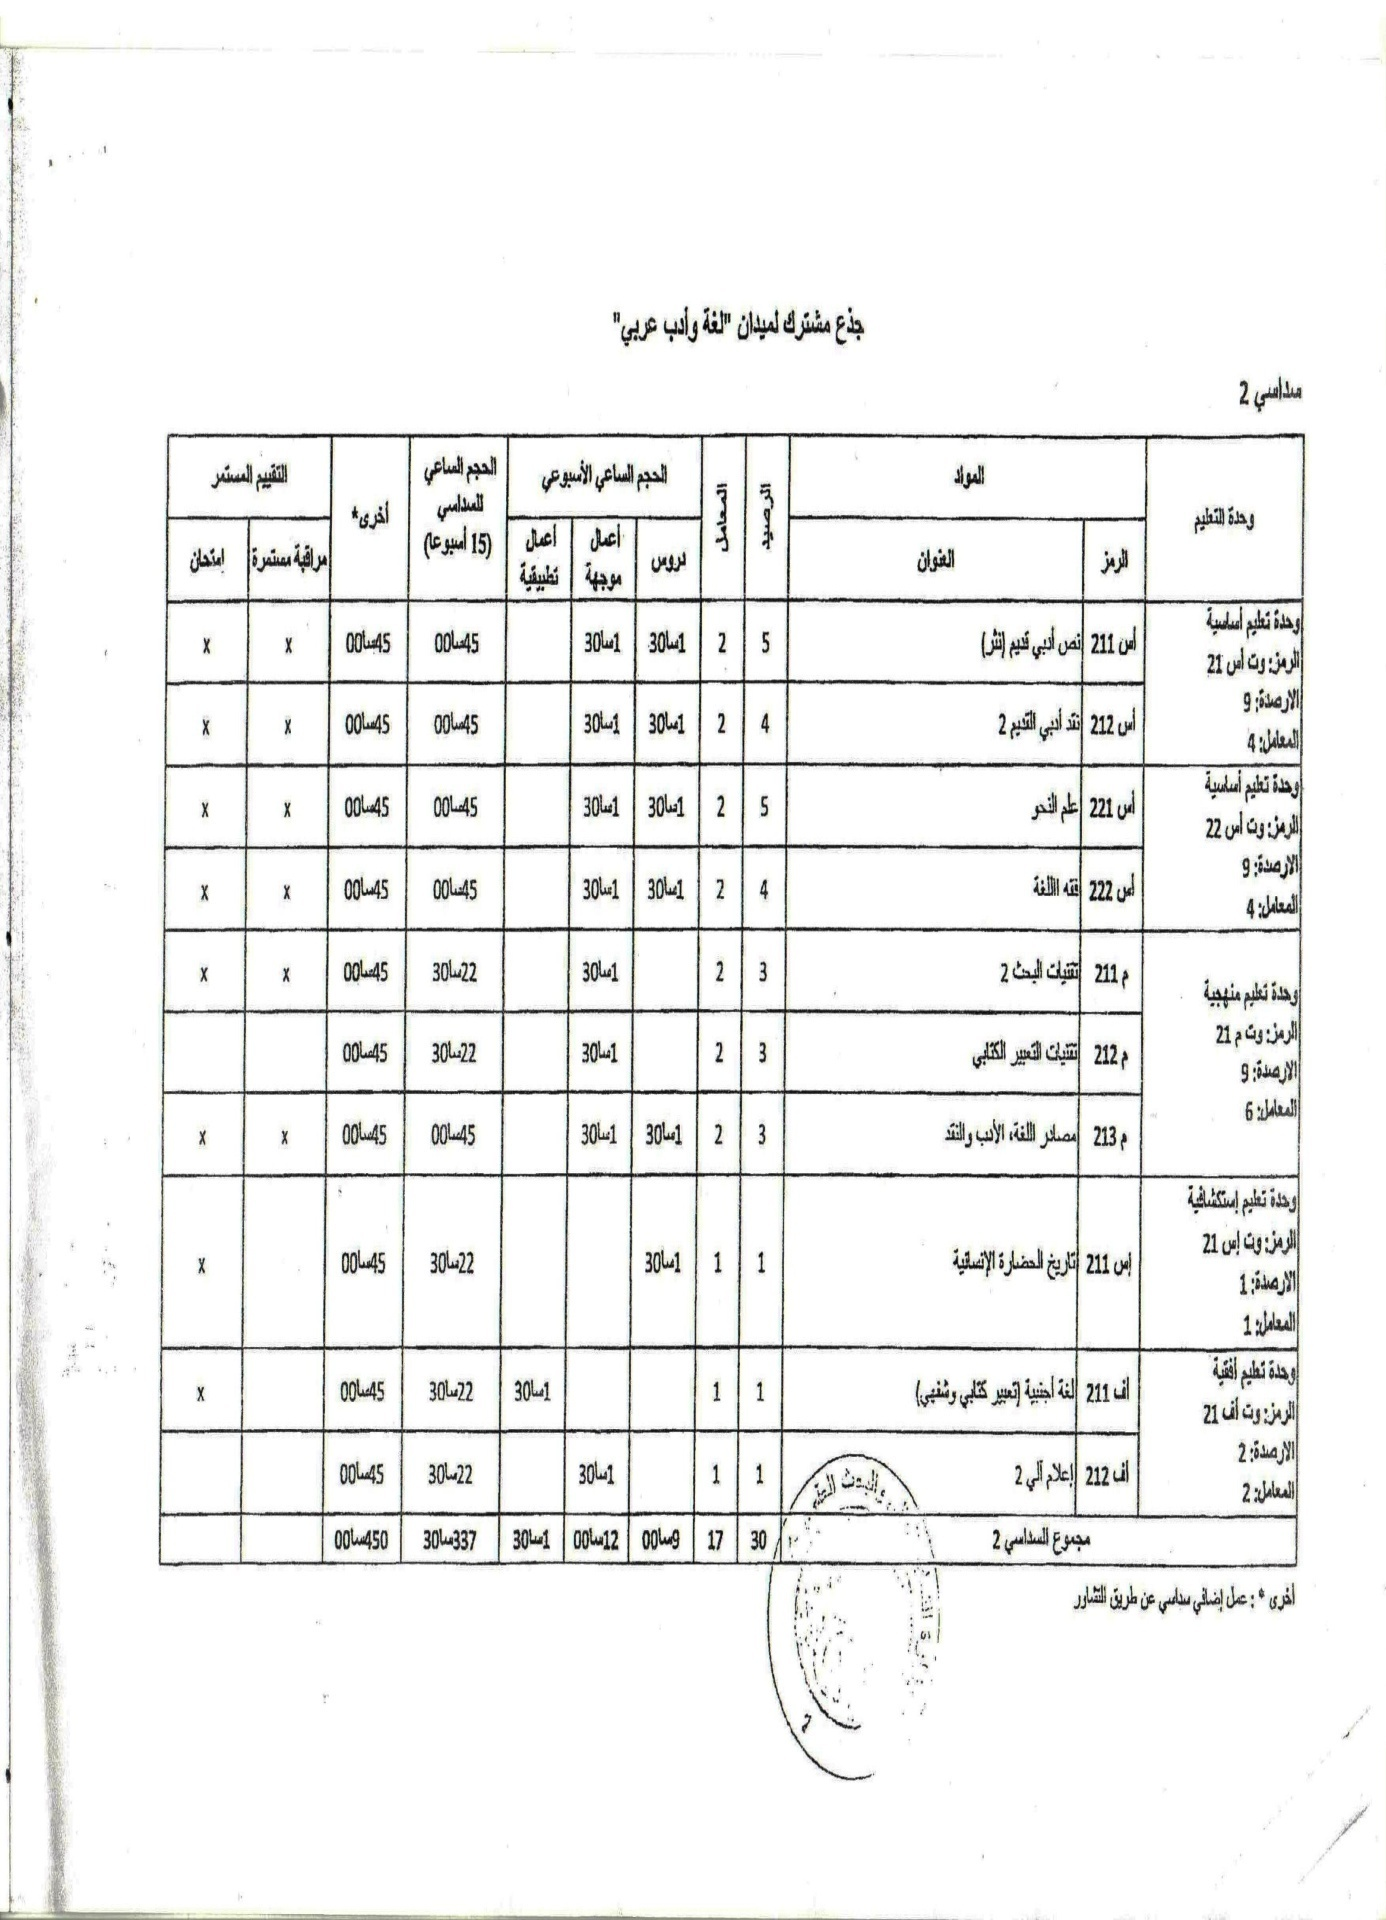 جذع مشترك لميدان "لغة وأدب عربي"
سداسي 2
وحدة التعليم المواد الرصيد المعامل الحجم الساعي الأسبوعي الحجم الساعي للسداسي (15 أسبوعا) أخرى* التقييم المستمر
الرمز العنوان دروس أعمال موجهة أعمال تطبيقية مراقبة مستمرة إمتحان
وحدة تعليم أساسية
الرمز: وت أس 21
الارصدة: 9
المعامل: 4
أس 211 نص أدبي قديم (نثر) 5 2 1سا30 1سا30 45سا00 45سا00 x x
أس 212 نقد أدبي القديم 2 4 2 1سا30 1سا30 45سا00 45سا00 x x
وحدة تعليم أساسية
الرمز: وت أس 22
الارصدة: 9
المعامل: 4
أس 221 علم النحو 5 2 1سا30 1سا30 45سا00 45سا00 x x
أس 222 فقه االلغة 4 2 1سا30 1سا30 45سا00 45سا00 x x
وحدة تعليم منهجية
الرمز: وت م 21
الارصدة: 9
المعامل: 6
م 211 تقنيات البحث 2 3 2 1سا30 22سا30 45سا00 x x
م 212 تقنيات التعبير الكتابي 3 2 1سا30 22سا30 45سا00
م 213 مصادر اللغة، الأدب والنقد 3 2 1سا30 1سا30 45سا00 45سا00 x x
وحدة تعليم إستكشافية
الرمز: وت إس 21
الارصدة: 1
المعامل: 1
إس 211 تاريخ الحضارة الإنسانية 1 1 1سا30 22سا30 45سا00 x
وحدة تعليم أفقية
الرمز: وت أف 21
الارصدة: 2
المعامل: 2
أف 211 لغة أجنبية (تعبير كتابي وشفهي) 1 1 1سا30 22سا30 45سا00 x
أف 212 إعلام آلي 2 1 1 1سا30 22سا30 45سا00
مجموع السداسي 2 30 17 9سا00 12سا00 1سا30 337سا30 450سا00
أخرى * : عمل إضافي سداسي عن طريق التشاور